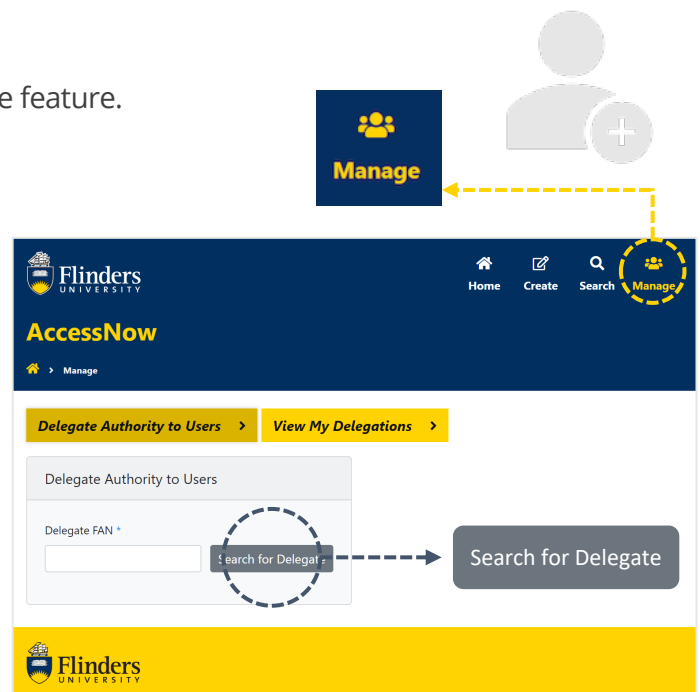 e feature.
Manage
Flinders
UNIVERSITY
Home Create Search Manage
AccessNow
> Manage
Delegate Authority to Users >
View My Delegations >
Delegate Authority to Users
Delegate FAN *
Search for Delegate
Search for Delegate
Flinders
UNIVERSITY